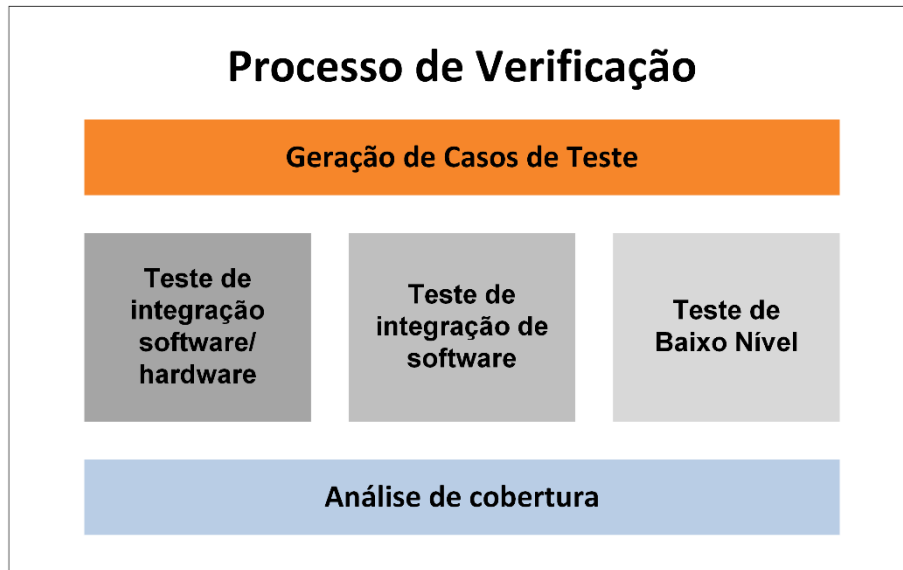 Processo de Verificação
Geração de Casos de Teste
Teste de
integração
software/
hardware
Teste de
integração de
software
Teste de
Baixo Nível
Análise de cobertura